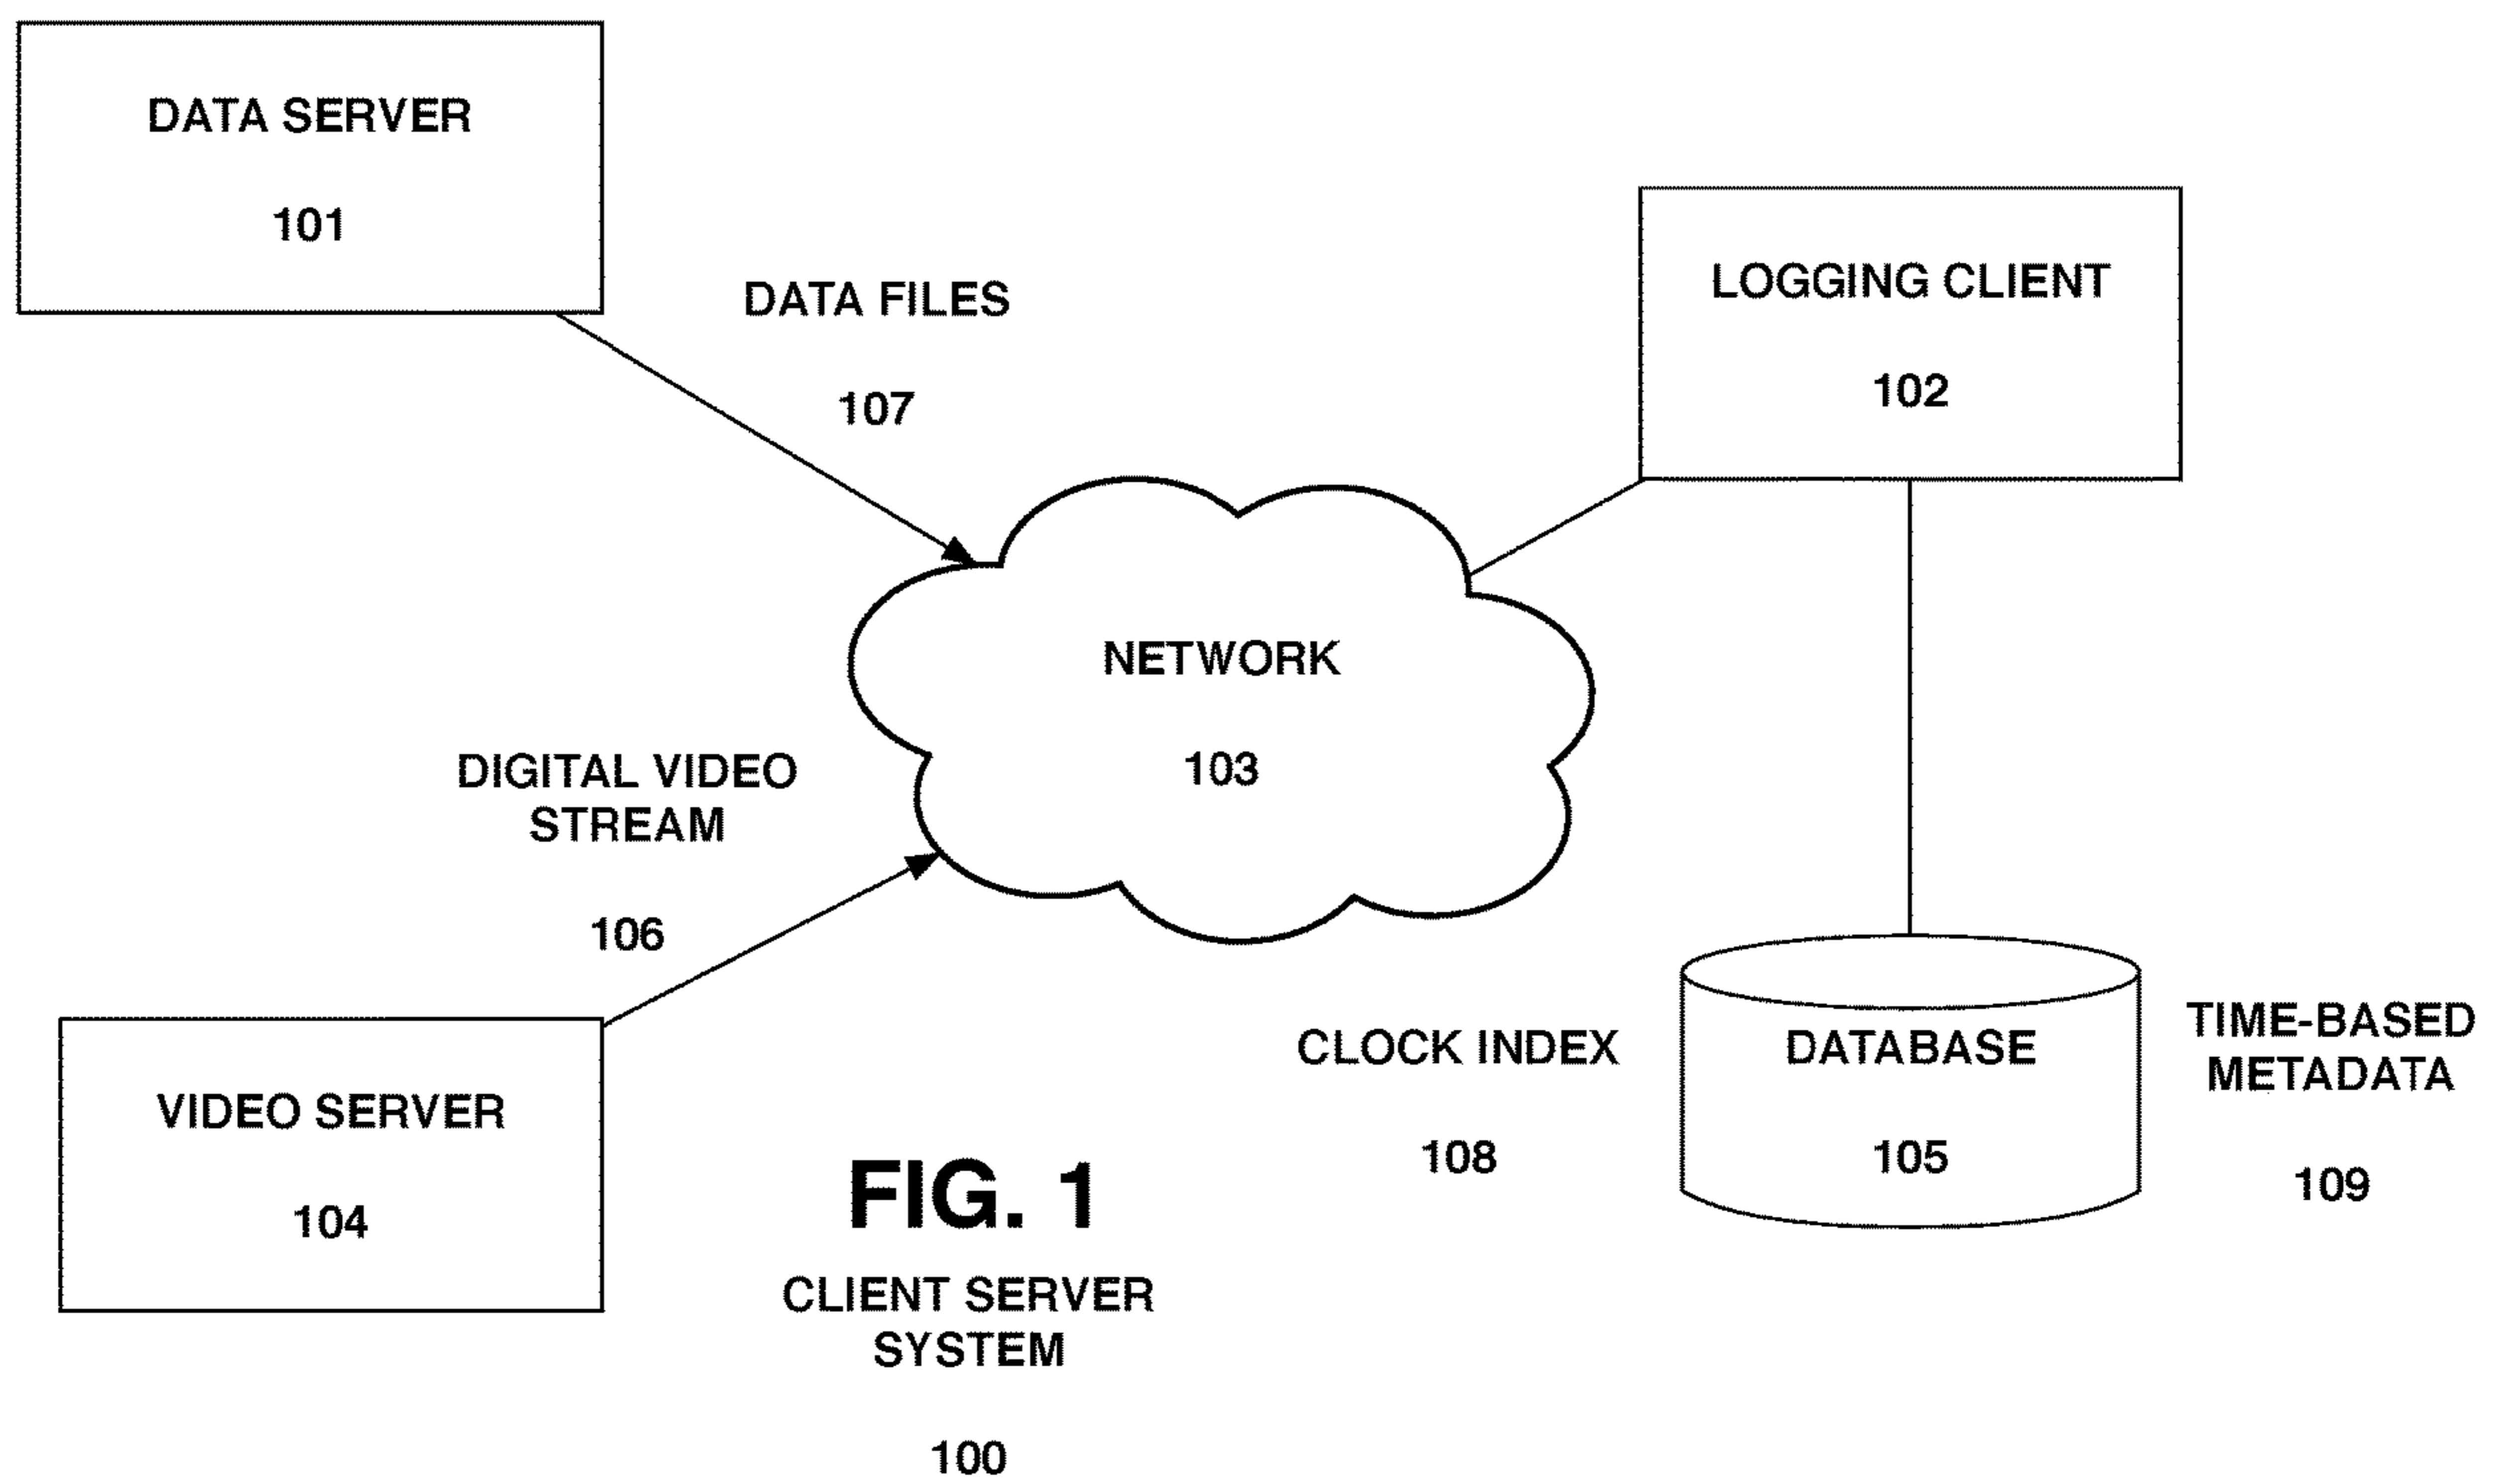 DATA SERVER
101
DATA FILES
107
LOGGING CLIENT
102
NETWORK
103
DIGITAL VIDEO
STREAM
106
VIDEO SERVER
104
CLOCK INDEX
108
DATABASE
105
TIME-BASED
METADATA
109
FIG. 1
CLIENT SERVER
SYSTEM
100